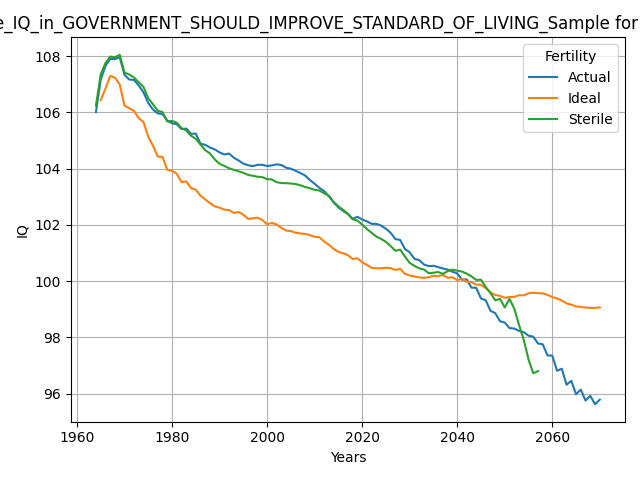 e_IQ_in_GOVERNMENT_SHOULD_IMPROVE_STANDARD_OF_LIVING_Sample for
Fertility
Actual
Ideal
Sterile
108
106
104
102
100
98
96
IQ
1960
1980
2000
2020
2040
2060
Years